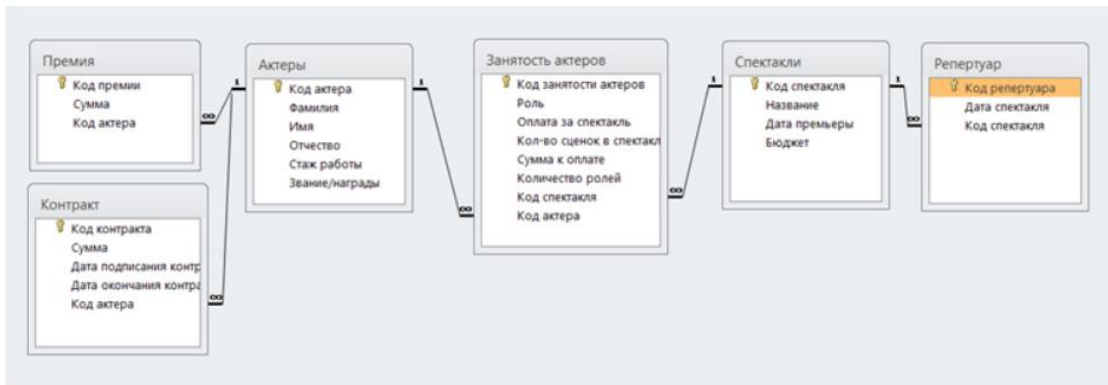 Премия
Код премии
Сумма
Код актера
Контракт
Код контракта
Сумма
Дата подписания контр
Дата окончания контра
Код актера
Актеры
Код актера
Фамилия
Имя
Отчество
Стаж работы
Звание/награды
Занятость актеров
Код занятости актеров
Роль
Оплата за спектакль
Кол-во сценок в спектакл
Сумма к оплате
Количество ролей
Код спектакля
Код актера
Спектакли
Код спектакля
Название
Дата премьеры
Бюджет
Репертуар
Код репертуара
Дата спектакля
Код спектакля
1
∞
∞
1
∞
1
∞
1
∞